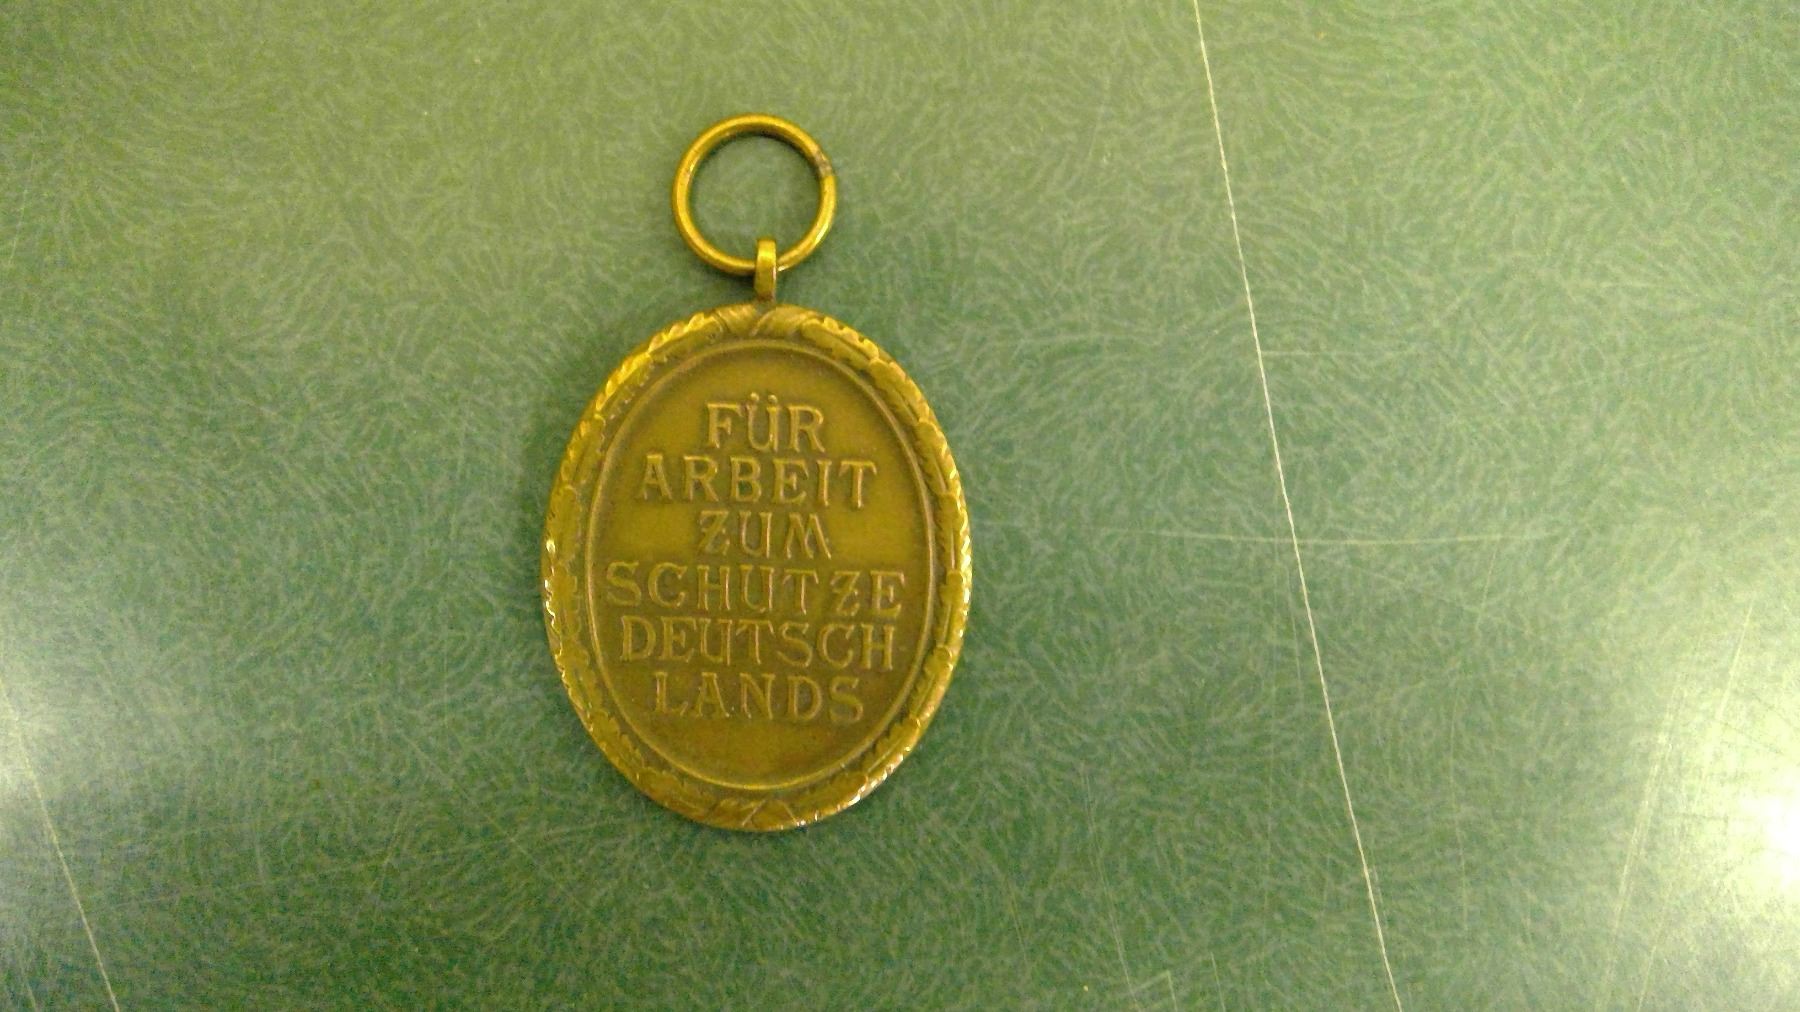 FÜR
ARBEIT
ZUM
SCHUTZE
DEUTSCH
LANDS